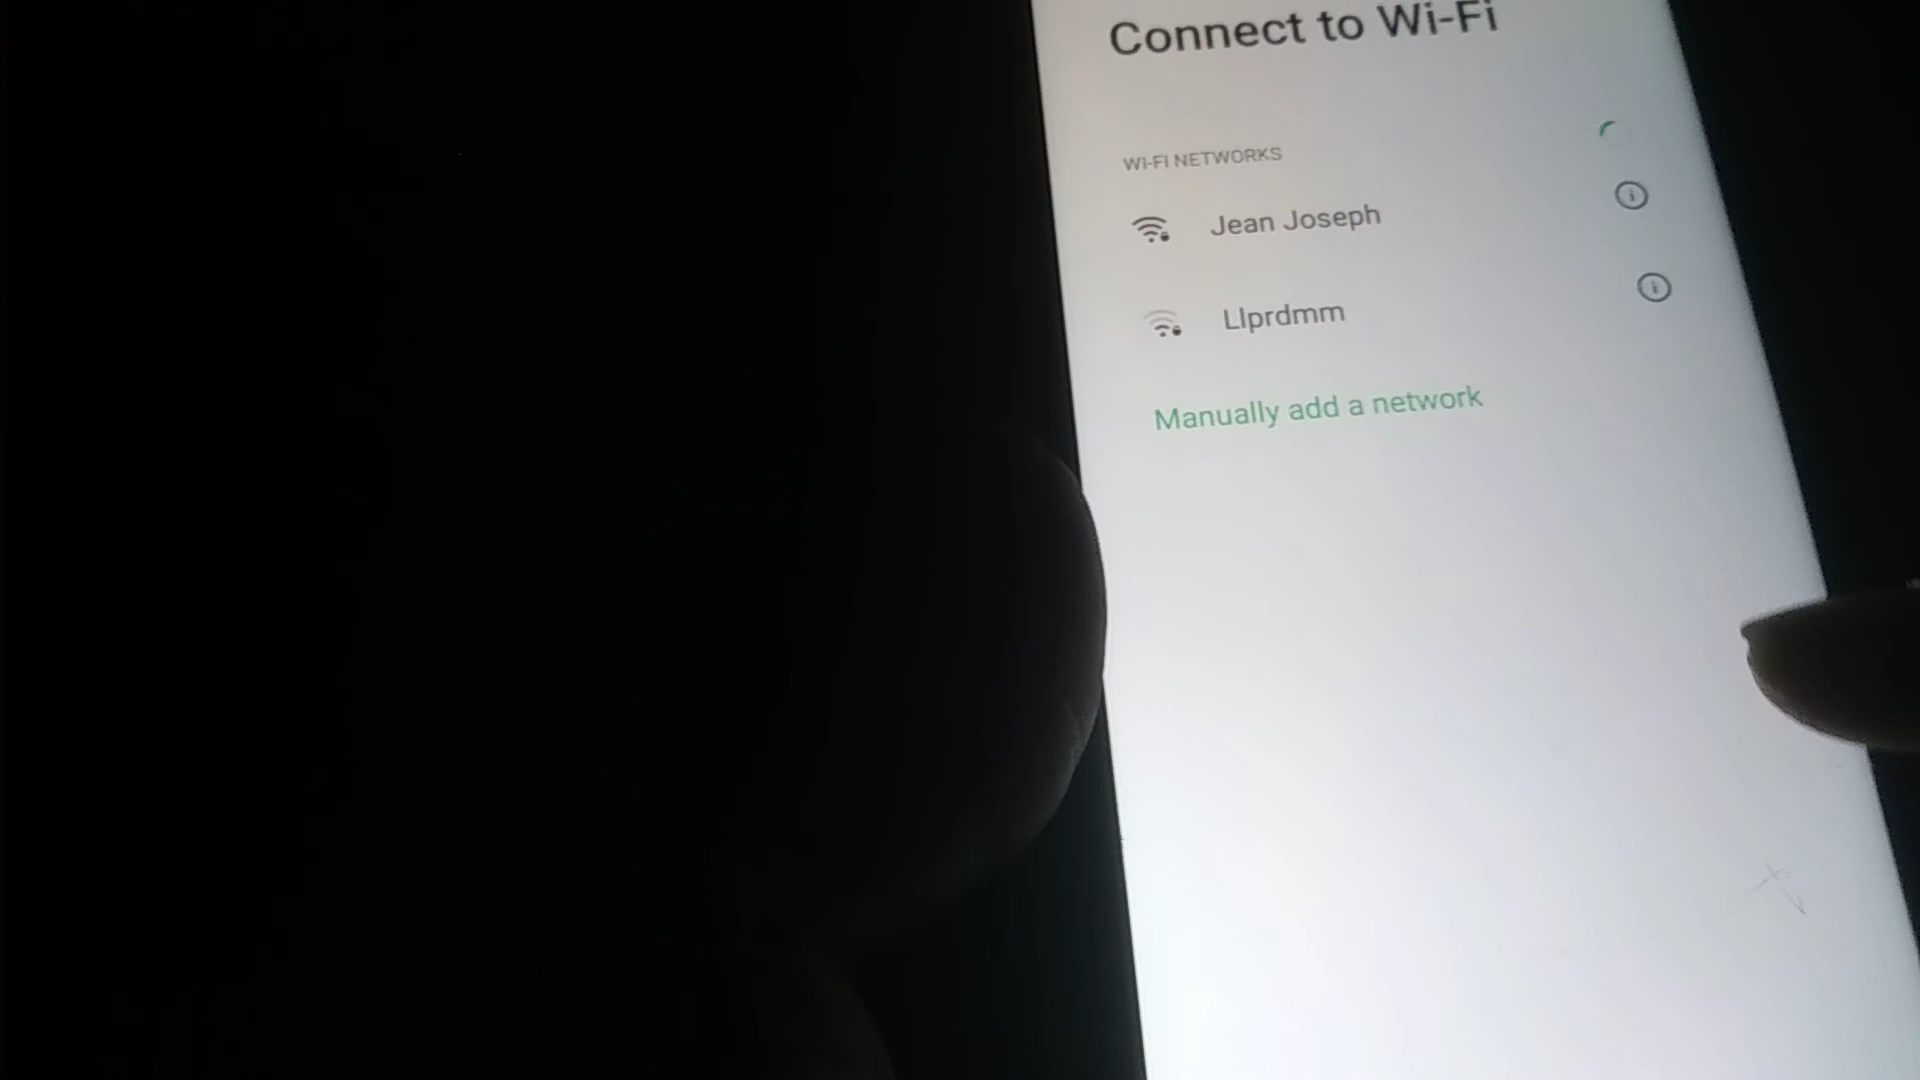 Connect to Wi-Fi
WI-FI NETWORKS
Jean Joseph
Llprdmm
Manually add a network